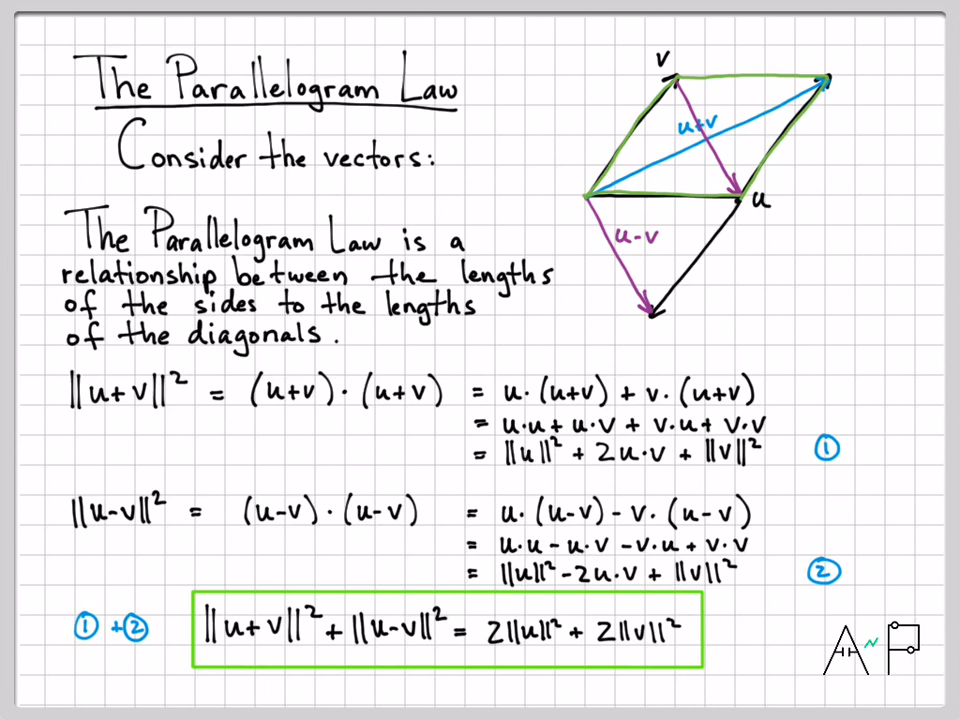 The Parallelogram Law
Consider the vectors:
v
u+v
u
u-v
The Parallelogram Law is a
relationship between the lengths
of the sides to the lengths
of the diagonals.
||u+v||² = (u+v)·(u+v) = u·(u+v) + v·(u+v)
= u·u + u·v + v·u + v·v
= ||u||² + 2u·v + ||v||² ①
||u-v||² = (u-v)·(u-v) = u·(u-v) - v·(u-v)
= u·u - u·v - v·u + v·v
= ||u||² - 2u·v + ||v||² ②
① + ② ||u+v||² + ||u-v||² = 2||u||² + 2||v||²
A~P